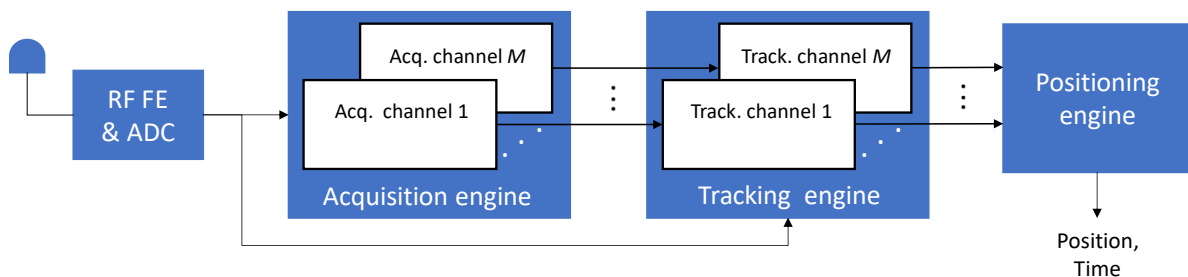 RF FE
& ADC
Acq. channel M
Acq. channel 1
Acquisition engine
Track. channel M
Track. channel 1
Tracking engine
Positioning
engine
Position,
Time